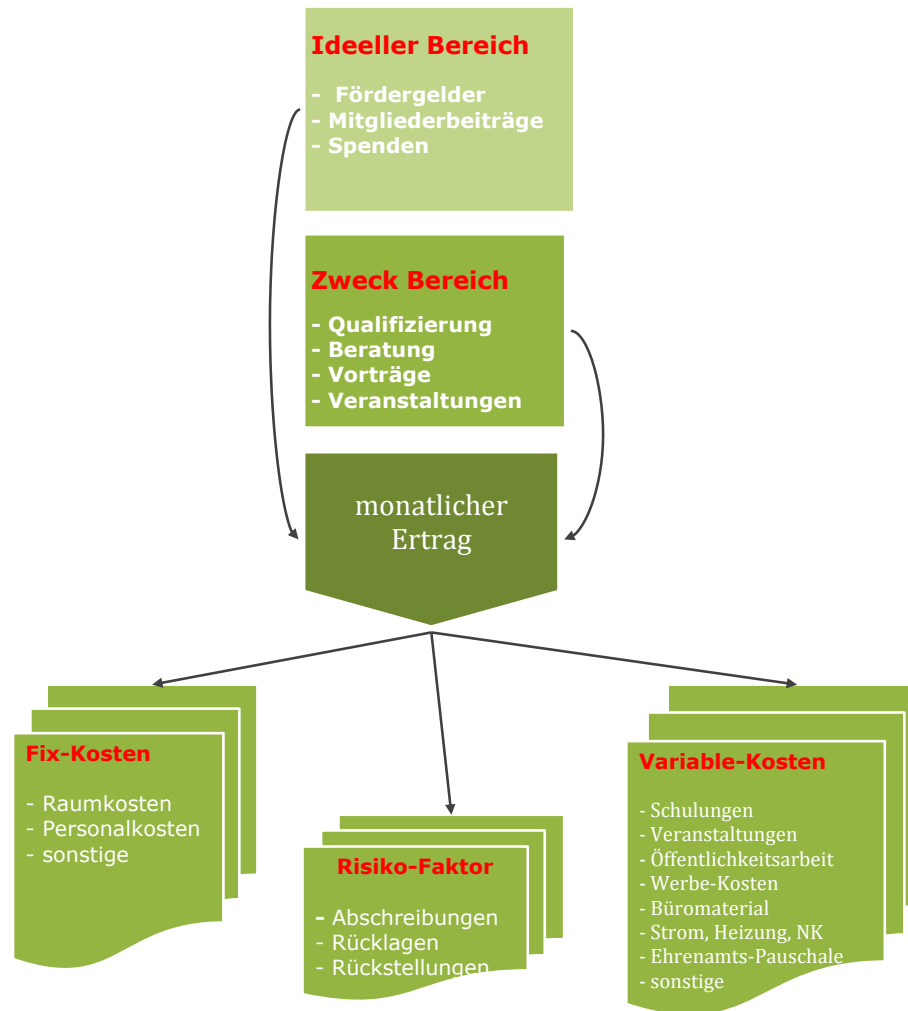 Ideeller Bereich
- Fördergelder
- Mitgliederbeiträge
- Spenden
Zweck Bereich
- Qualifizierung
- Beratung
- Vorträge
- Veranstaltungen
monatlicher
Ertrag
Fix-Kosten
- Raumkosten
- Personalkosten
- sonstige
Risiko-Faktor
- Abschreibungen
- Rücklagen
- Rückstellungen
Variable-Kosten
- Schulungen
- Veranstaltungen
- Öffentlichkeitsarbeit
- Werbe-Kosten
- Büromaterial
- Strom, Heizung, NK
- Ehrenamts-Pauschale
- sonstige